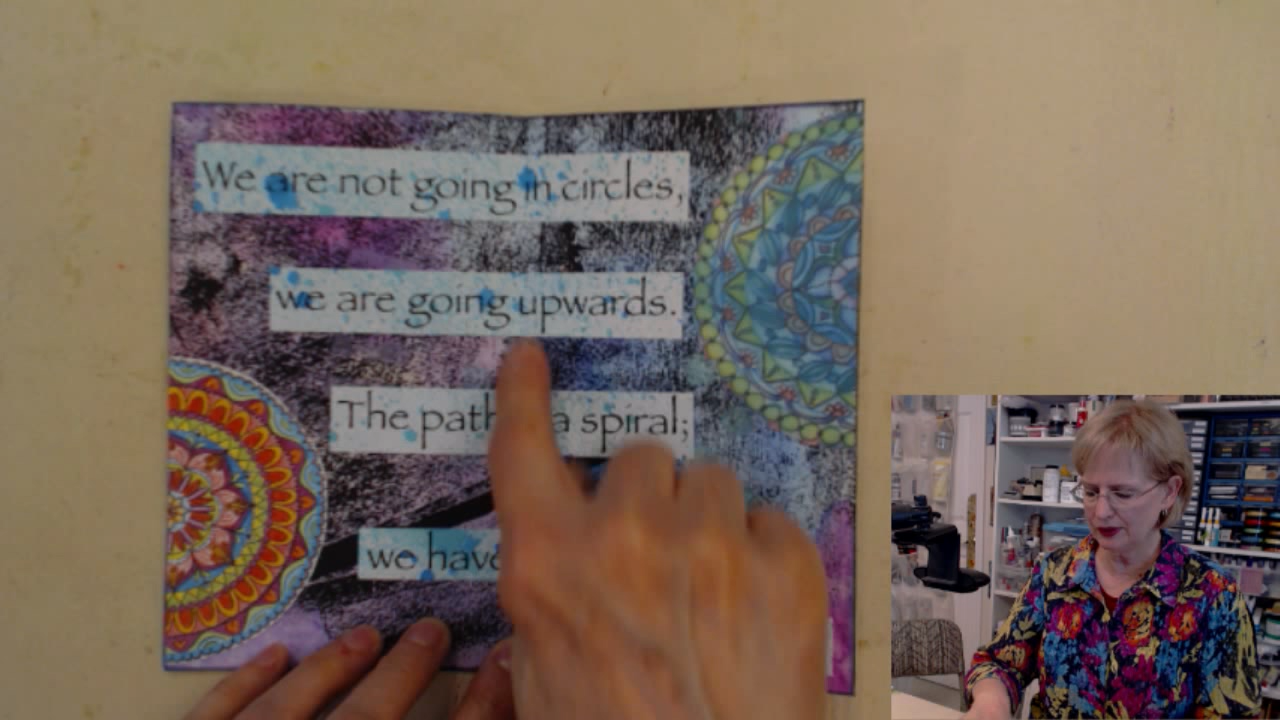 We are not going in circles,
we are going upwards.
The path a spiral;
we have